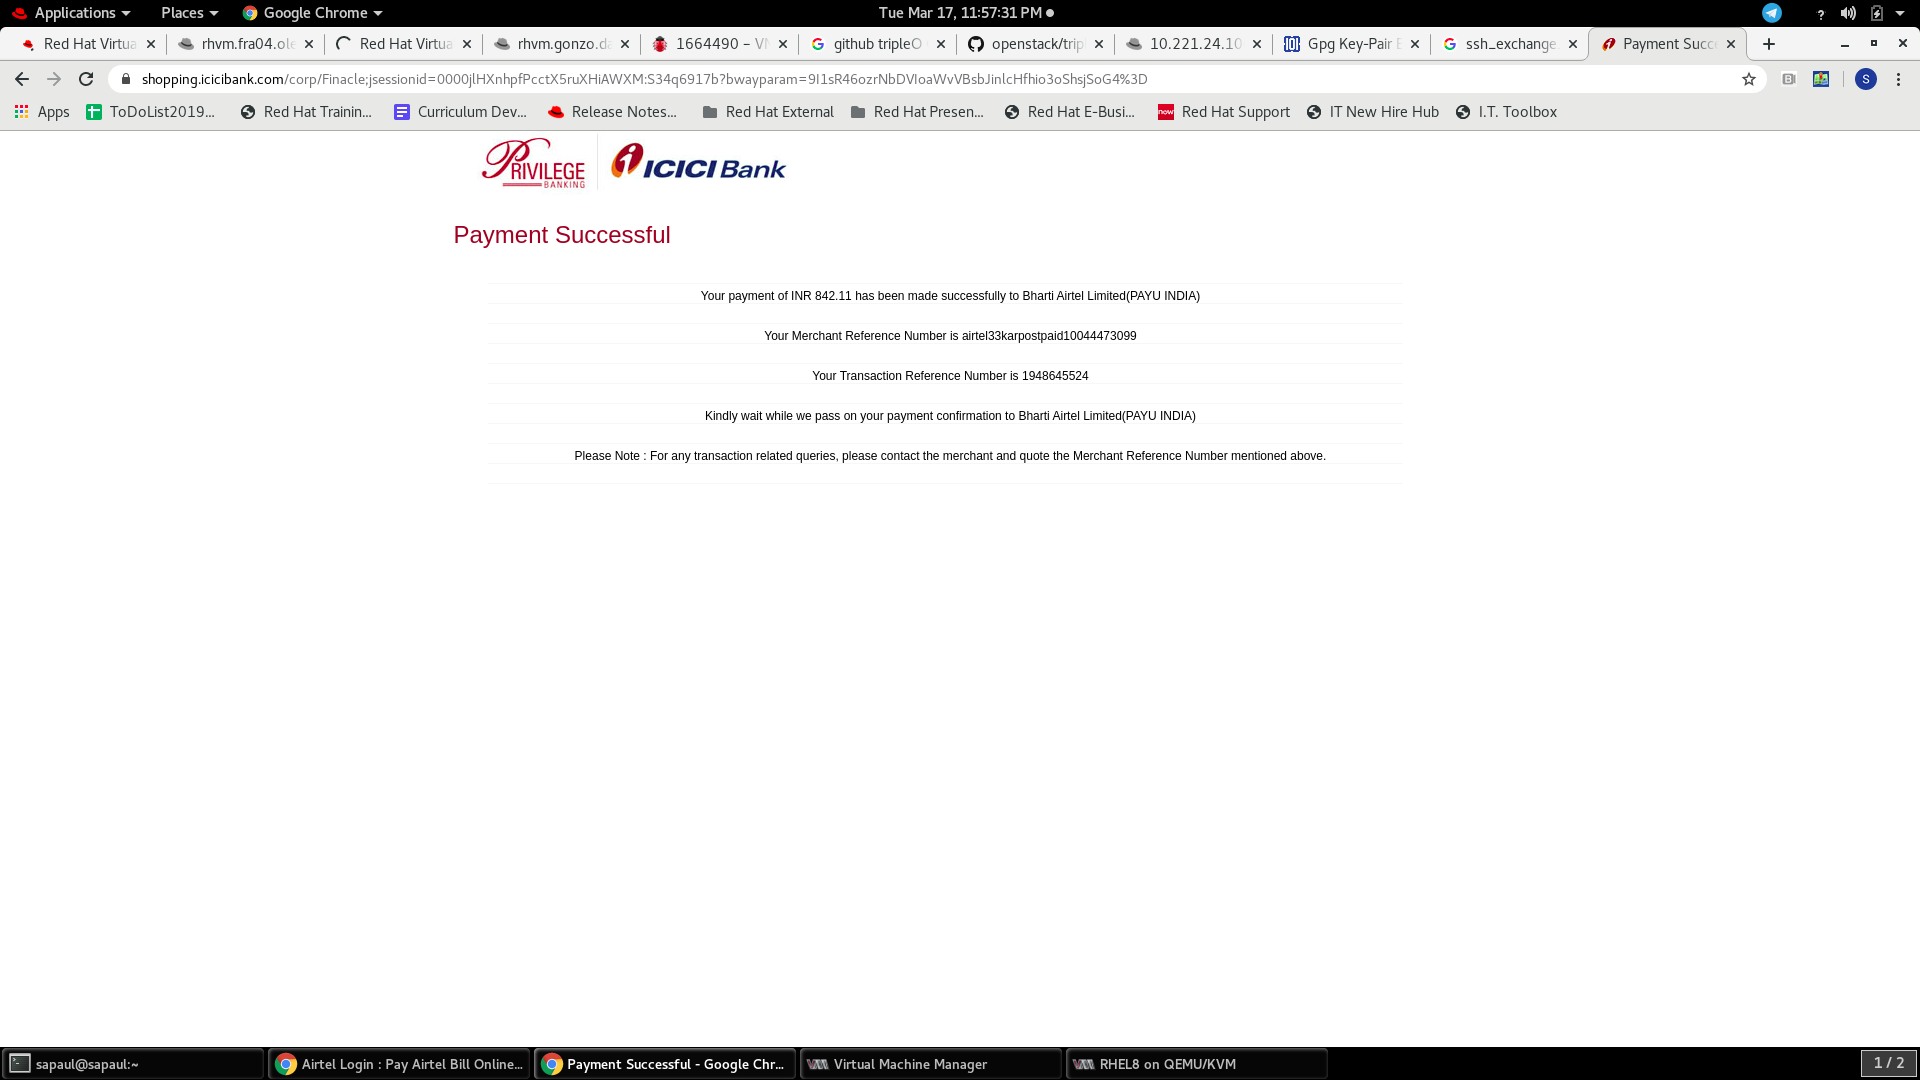 Applications Places Google Chrome Tue Mar 17, 11:57:31 PM
Red Hat Virtua rhvm.fra04.ole Red Hat Virtua rhvm.gonzo.da 1664490 – VM github tripleO openstack/trip 10.221.24.10 Gpg Key-Pair E ssh_exchange Payment Succe
shopping.icicibank.com/corp/Finacle;jsessionid=0000jlHXnhpfPcctX5ruXHiAWXM:S34q6917b?bwayparam=9I1sR46ozrNbDVIoaWvVBsbJinlcHfhio3oShsjSoG4%3D S
Apps ToDoList2019... Red Hat Trainin... Curriculum Dev... Release Notes... Red Hat External Red Hat Presen... Red Hat E-Busi... now Red Hat Support IT New Hire Hub I.T. Toolbox
PRIVILEGE BANKING ICICI Bank
Payment Successful
Your payment of INR 842.11 has been made successfully to Bharti Airtel Limited(PAYU INDIA)
Your Merchant Reference Number is airtel33karpostpaid10044473099
Your Transaction Reference Number is 1948645524
Kindly wait while we pass on your payment confirmation to Bharti Airtel Limited(PAYU INDIA)
Please Note : For any transaction related queries, please contact the merchant and quote the Merchant Reference Number mentioned above.
sapaul@sapaul:~ Airtel Login : Pay Airtel Bill Online... Payment Successful - Google Chr... Virtual Machine Manager RHEL8 on QEMU/KVM 1 / 2